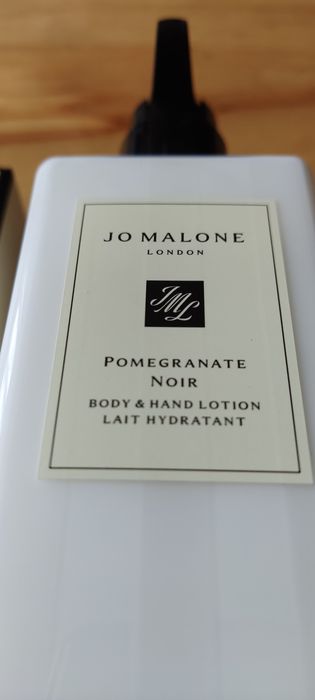 JO MALONE
LONDON
JML
POMEGRANATE
NOIR
BODY & HAND LOTION
LAIT HYDRATANT